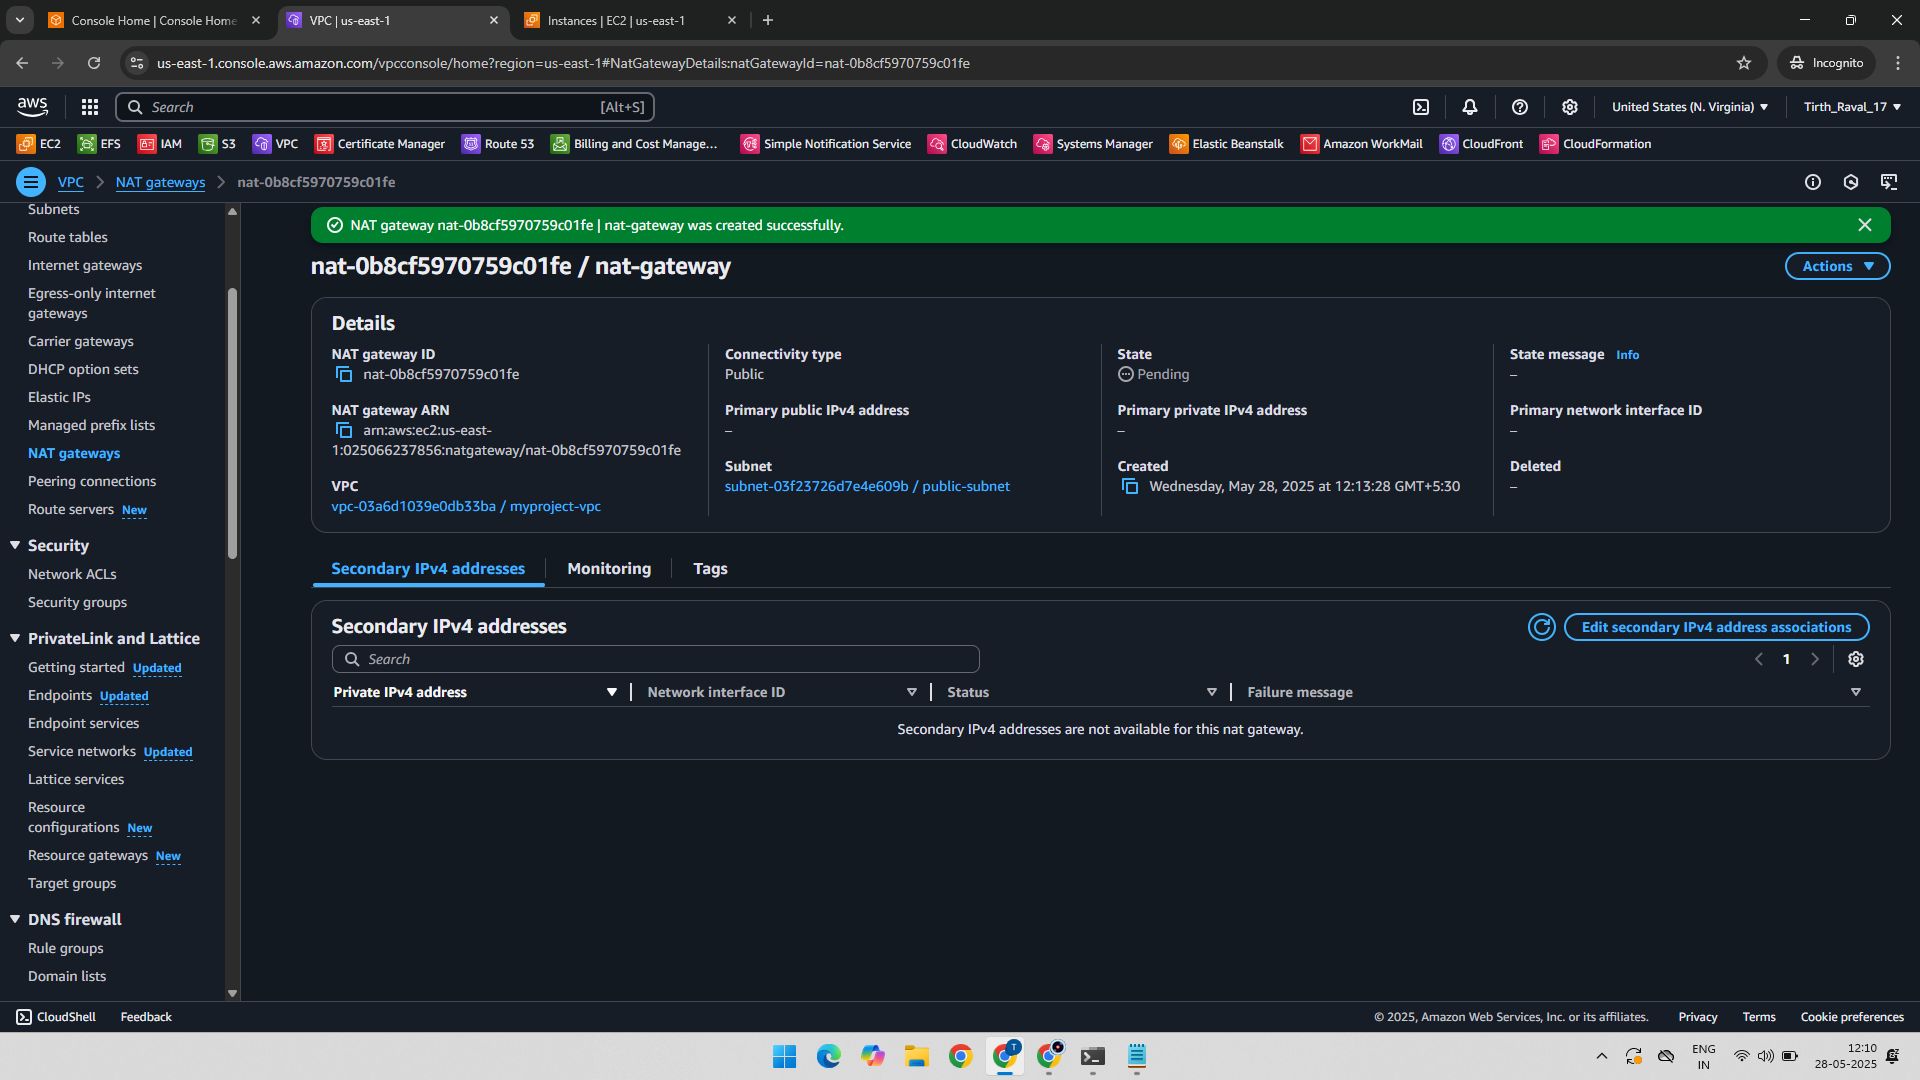 Console Home | Console Home
VPC | us-east-1
Instances | EC2 | us-east-1
us-east-1.console.aws.amazon.com/vpcconsole/home?region=us-east-1#NatGatewayDetails:natGatewayId=nat-0b8cf5970759c01fe
Incognito
aws
Search
[Alt+S]
United States (N. Virginia)
Tirth_Raval_17
EC2
EFS
IAM
S3
VPC
Certificate Manager
Route 53
Billing and Cost Manage...
Simple Notification Service
CloudWatch
Systems Manager
Elastic Beanstalk
Amazon WorkMail
CloudFront
CloudFormation
VPC
NAT gateways
nat-0b8cf5970759c01fe
Subnets
Route tables
Internet gateways
Egress-only internet
gateways
Carrier gateways
DHCP option sets
Elastic IPs
Managed prefix lists
NAT gateways
Peering connections
Route servers New
Security
Network ACLs
Security groups
PrivateLink and Lattice
Getting started Updated
Endpoints Updated
Endpoint services
Service networks Updated
Lattice services
Resource
configurations New
Resource gateways New
Target groups
DNS firewall
Rule groups
Domain lists
NAT gateway nat-0b8cf5970759c01fe | nat-gateway was created successfully.
nat-0b8cf5970759c01fe / nat-gateway
Actions
Details
NAT gateway ID
nat-0b8cf5970759c01fe
NAT gateway ARN
arn:aws:ec2:us-east-
1:025066237856:natgateway/nat-0b8cf5970759c01fe
VPC
vpc-03a6d1039e0db33ba / myproject-vpc
Connectivity type
Public
Primary public IPv4 address
–
Subnet
subnet-03f23726d7e4e609b / public-subnet
State
Pending
Primary private IPv4 address
–
Created
Wednesday, May 28, 2025 at 12:13:28 GMT+5:30
State message Info
–
Primary network interface ID
–
Deleted
–
Secondary IPv4 addresses
Monitoring
Tags
Secondary IPv4 addresses
Edit secondary IPv4 address associations
Search
1
Private IPv4 address
Network interface ID
Status
Failure message
Secondary IPv4 addresses are not available for this nat gateway.
CloudShell
Feedback
© 2025, Amazon Web Services, Inc. or its affiliates.
Privacy
Terms
Cookie preferences
T
ENG
IN
12:10
28-05-2025